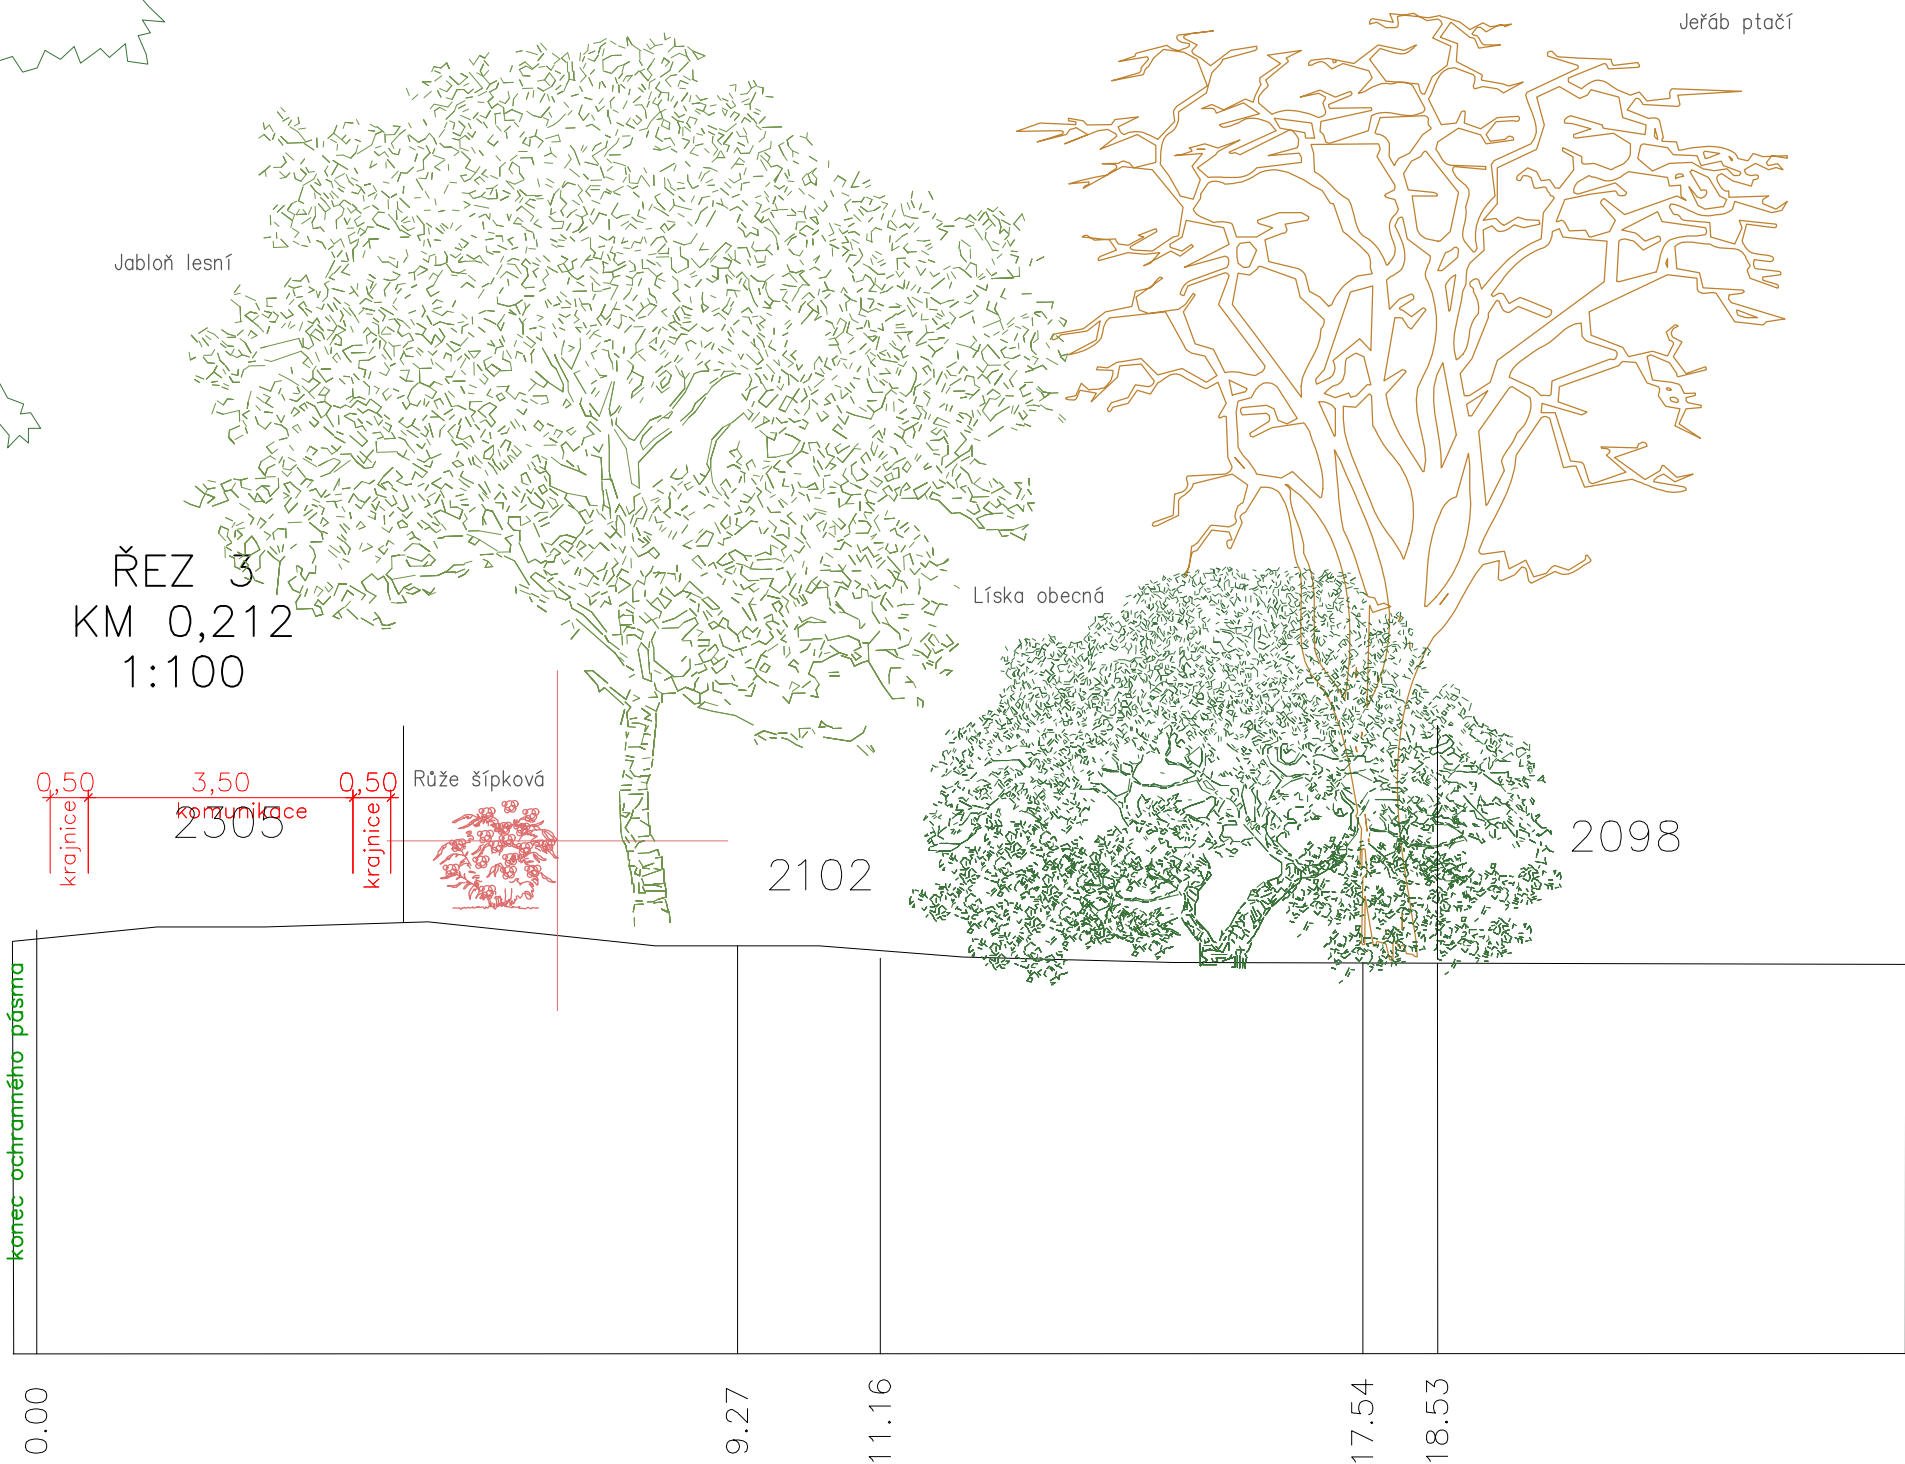 Jeřáb ptačí
Jabloň lesní
ŘEZ 3
KM 0,212
1:100
Líska obecná
0,50
3,50
0,50
Růže šípková
komunikace
2305
krajnice
krajnice
2102
2098
konec ochranného pásma
0.00
9.27
11.16
17.54
18.53